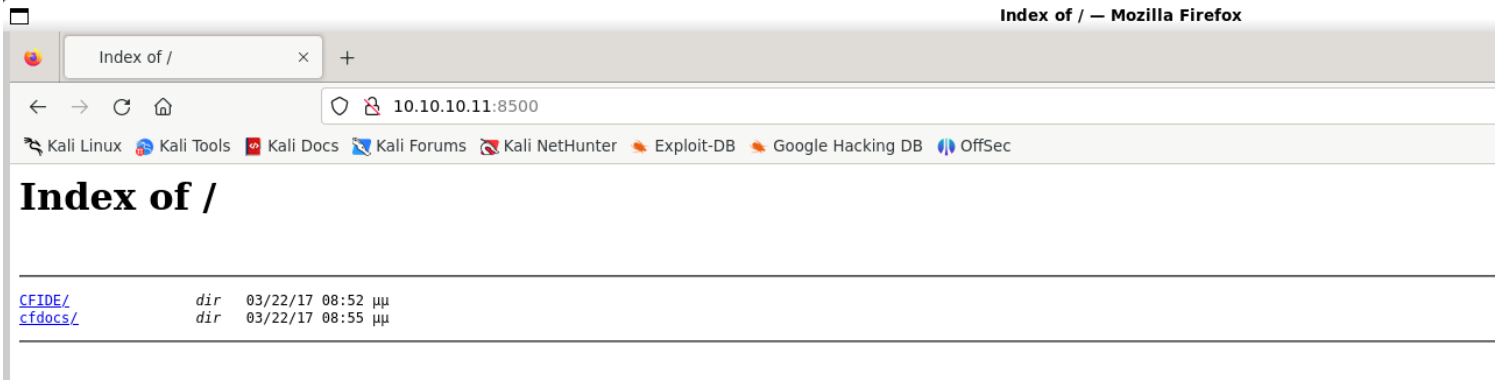 Index of / — Mozilla Firefox
Index of /
10.10.10.11:8500
Kali Linux Kali Tools Kali Docs Kali Forums Kali NetHunter Exploit-DB Google Hacking DB OffSec
Index of /
CFIDE/ dir 03/22/17 08:52 μμ
cfdocs/ dir 03/22/17 08:55 μμ